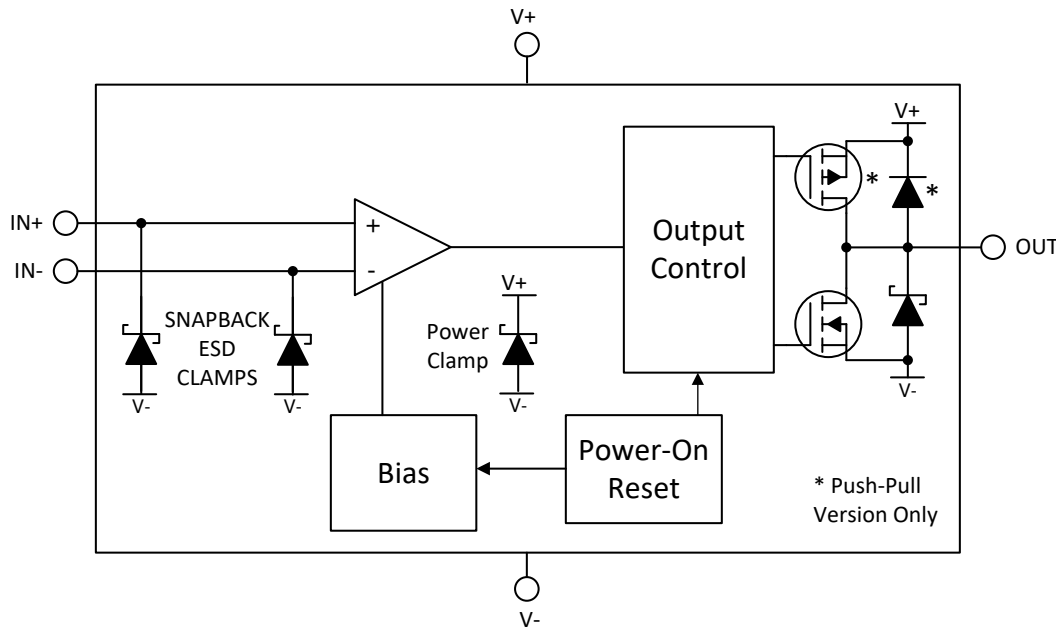 V+
V+
*
*
IN+
+
Output
Control
OUT
IN-
-
V+
SNAPBACK
ESD
CLAMPS
Power
Clamp
V-
V-
V-
V-
Bias
Power-On
Reset
* Push-Pull
Version Only
V-